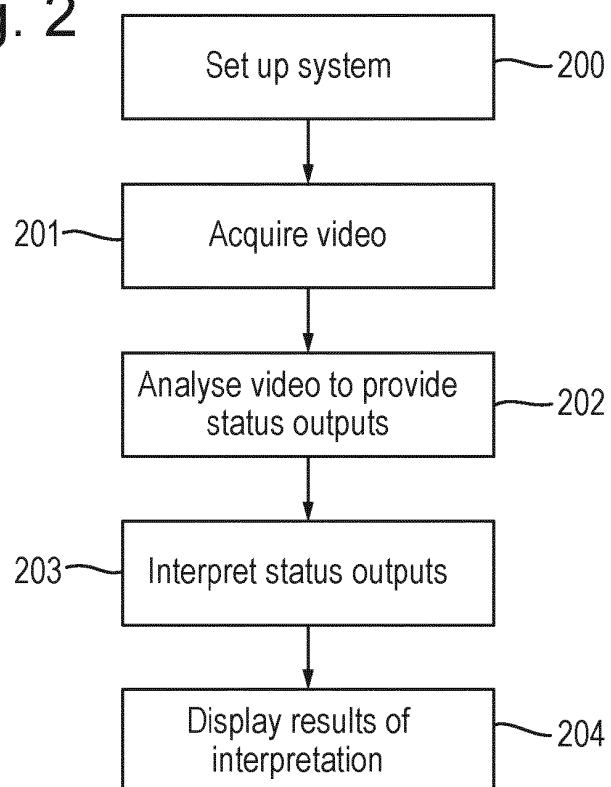 g. 2
Set up system
200
201
Acquire video
Analyse video to provide
status outputs
202
203
Interpret status outputs
Display results of
interpretation
204